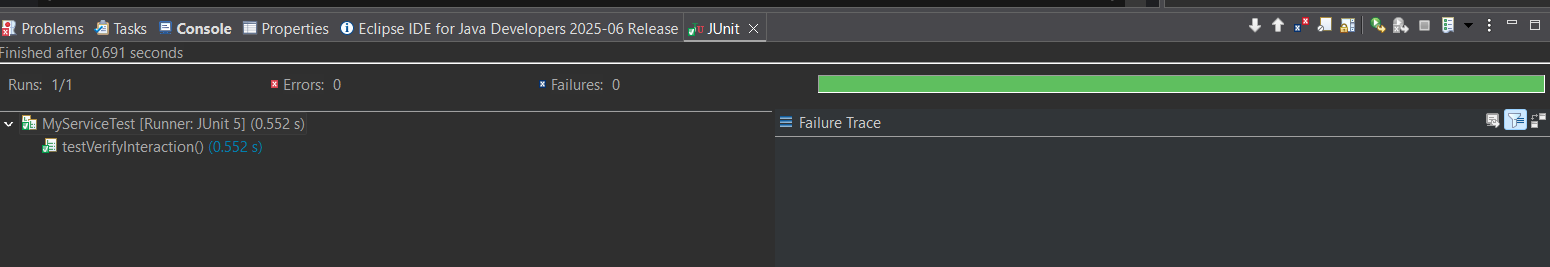 Problems Tasks Console Properties Eclipse IDE for Java Developers 2025-06 Release JUnit
Finished after 0.691 seconds
Runs: 1/1 Errors: 0 Failures: 0
MyServiceTest [Runner: JUnit 5] (0.552 s)
Failure Trace
testVerifyInteraction() (0.552 s)